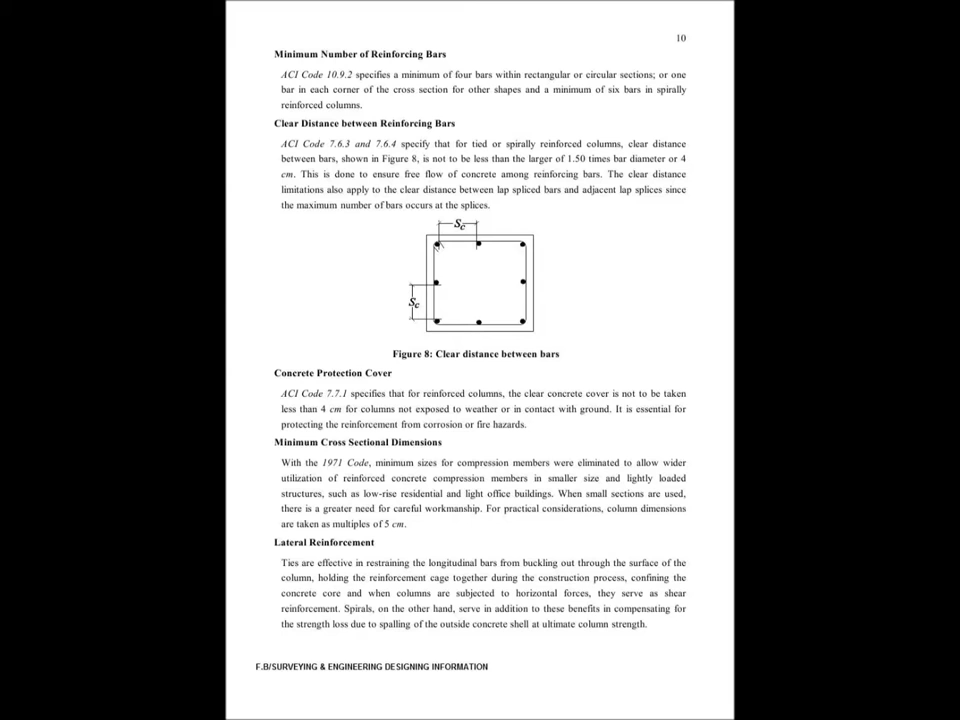 10
Minimum Number of Reinforcing Bars
ACI Code 10.9.2 specifies a minimum of four bars within rectangular or circular sections; or one
bar in each corner of the cross section for other shapes and a minimum of six bars in spirally
reinforced columns.
Clear Distance between Reinforcing Bars
ACI Code 7.6.3 and 7.6.4 specify that for tied or spirally reinforced columns, clear distance
between bars, shown in Figure 8, is not to be less than the larger of 1.50 times bar diameter or 4
cm. This is done to ensure free flow of concrete among reinforcing bars. The clear distance
limitations also apply to the clear distance between lap spliced bars and adjacent lap splices since
the maximum number of bars occurs at the splices.
Sc
Sc
Figure 8: Clear distance between bars
Concrete Protection Cover
ACI Code 7.7.1 specifies that for reinforced columns, the clear concrete cover is not to be taken
less than 4 cm for columns not exposed to weather or in contact with ground. It is essential for
protecting the reinforcement from corrosion or fire hazards.
Minimum Cross Sectional Dimensions
With the 1971 Code, minimum sizes for compression members were eliminated to allow wider
utilization of reinforced concrete compression members in smaller size and lightly loaded
structures, such as low-rise residential and light office buildings. When small sections are used,
there is a greater need for careful workmanship. For practical considerations, column dimensions
are taken as multiples of 5 cm.
Lateral Reinforcement
Ties are effective in restraining the longitudinal bars from buckling out through the surface of the
column, holding the reinforcement cage together during the construction process, confining the
concrete core and when columns are subjected to horizontal forces, they serve as shear
reinforcement. Spirals, on the other hand, serve in addition to these benefits in compensating for
the strength loss due to spalling of the outside concrete shell at ultimate column strength.
F.B/SURVEYING & ENGINEERING DESIGNING INFORMATION